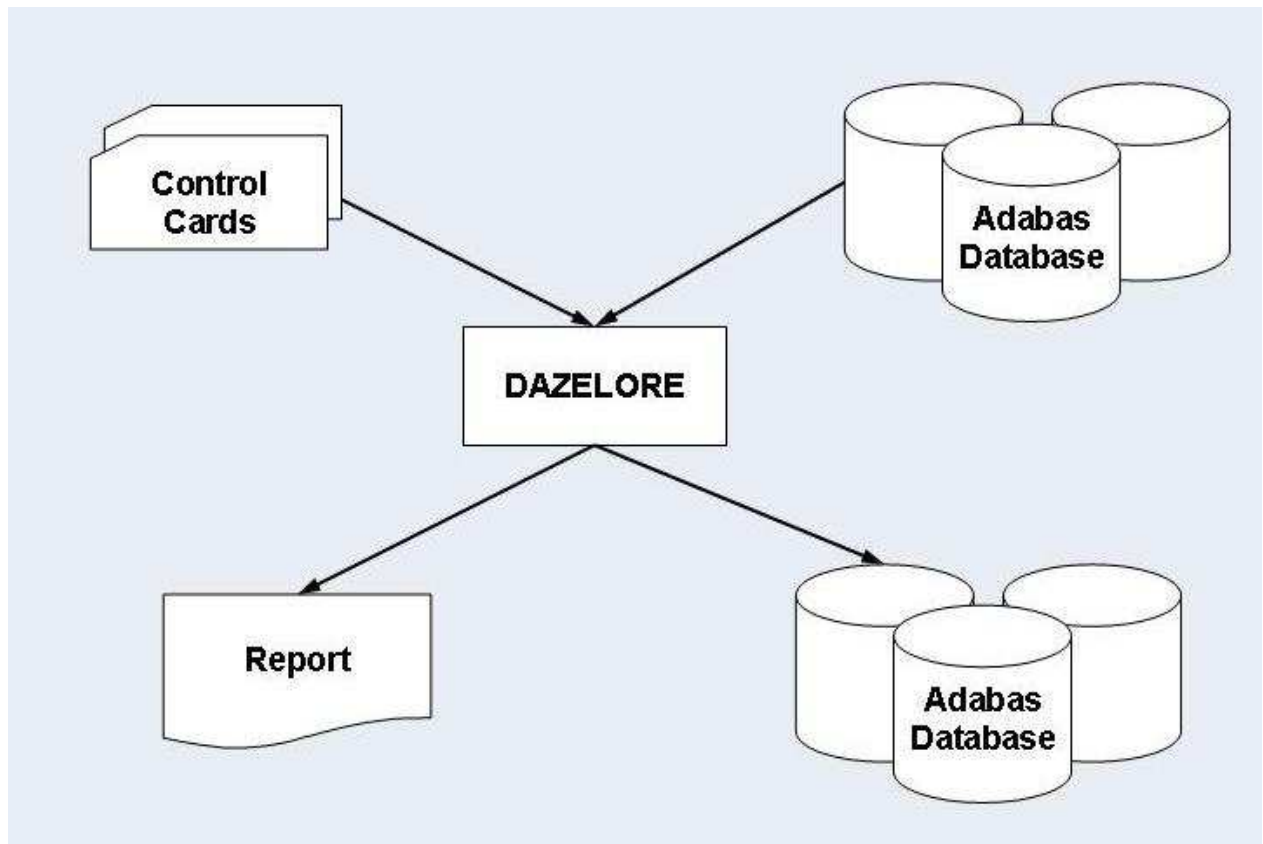 Control
Cards
Adabas
Database
DAZELORE
Report
Adabas
Database